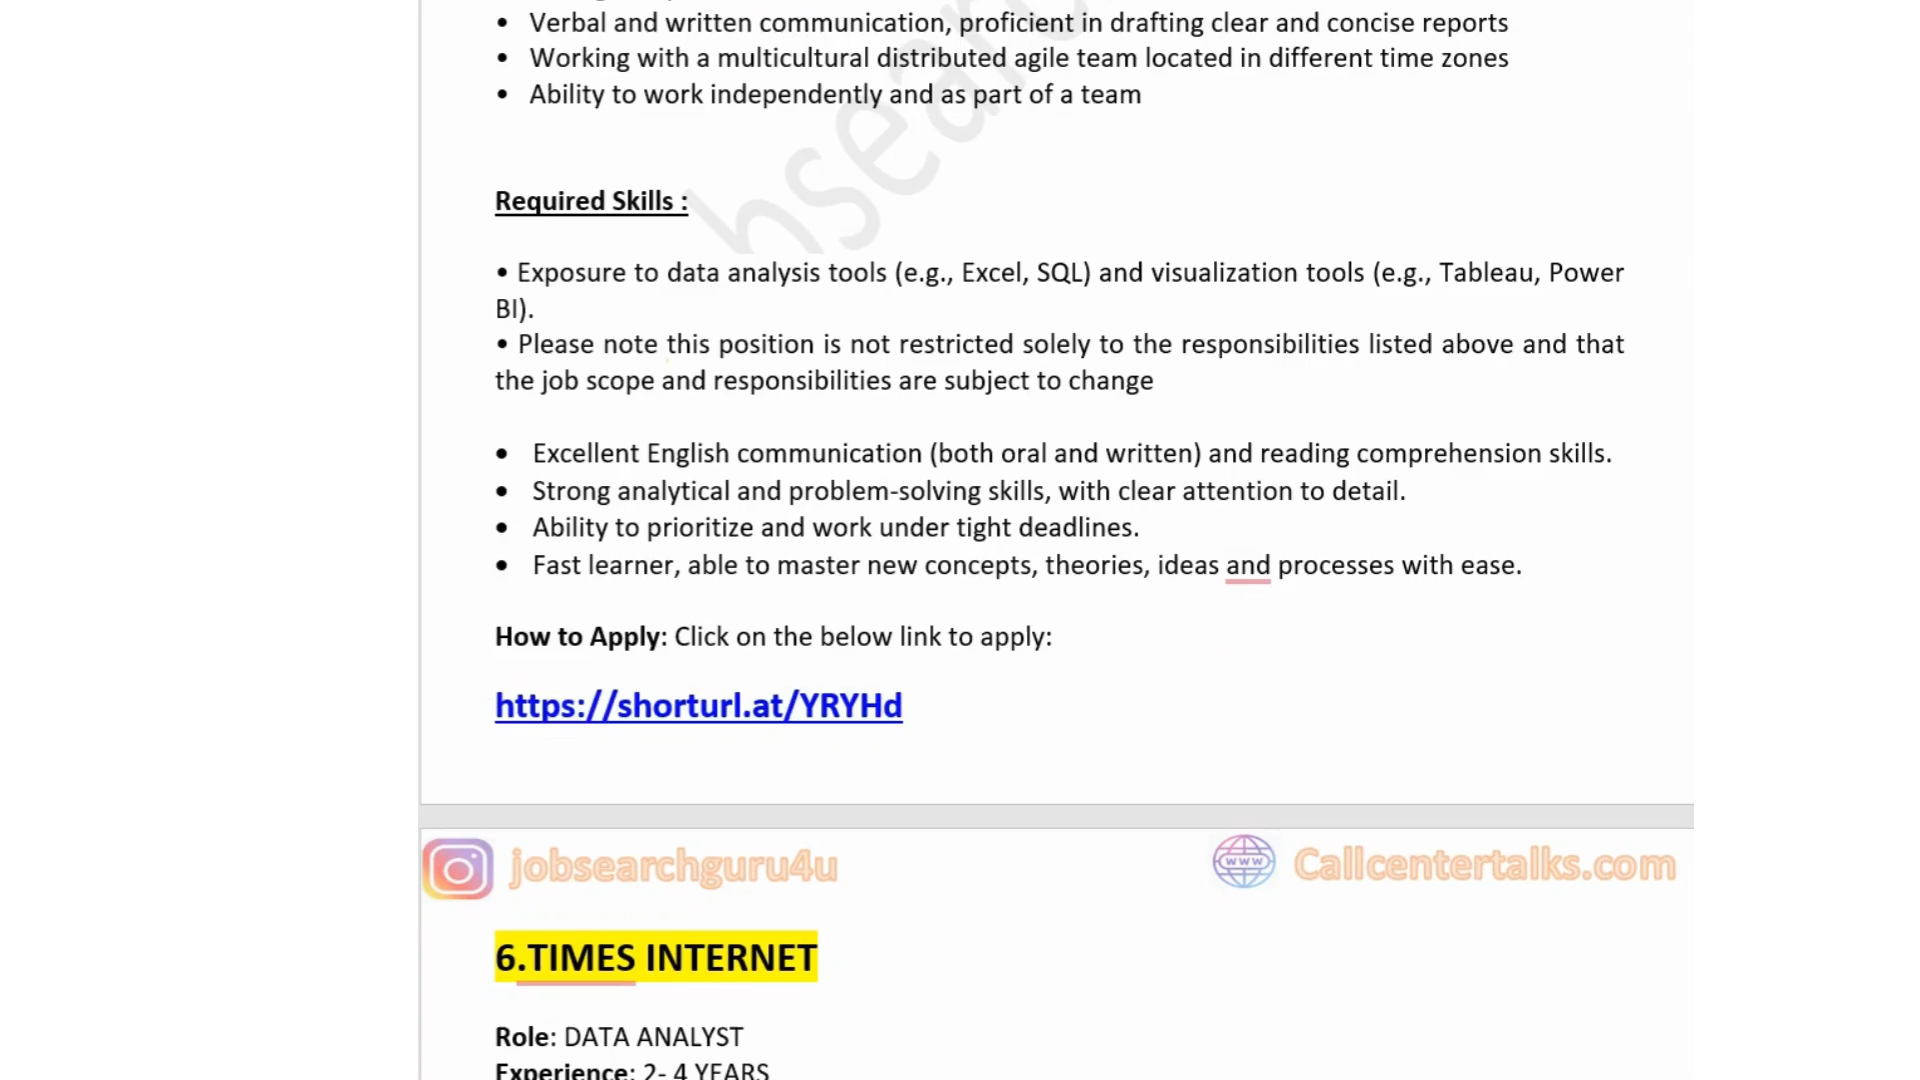 • Verbal and written communication, proficient in drafting clear and concise reports
• Working with a multicultural distributed agile team located in different time zones
• Ability to work independently and as part of a team
Required Skills :
• Exposure to data analysis tools (e.g., Excel, SQL) and visualization tools (e.g., Tableau, Power
BI).
• Please note this position is not restricted solely to the responsibilities listed above and that
the job scope and responsibilities are subject to change
• Excellent English communication (both oral and written) and reading comprehension skills.
• Strong analytical and problem-solving skills, with clear attention to detail.
• Ability to prioritize and work under tight deadlines.
• Fast learner, able to master new concepts, theories, ideas and processes with ease.
How to Apply: Click on the below link to apply:
https://shorturl.at/YRYHd
jobsearchguru4u
www Callcentertalks.com
6.TIMES INTERNET
Role: DATA ANALYST
Experience: 2- 4 YEARS